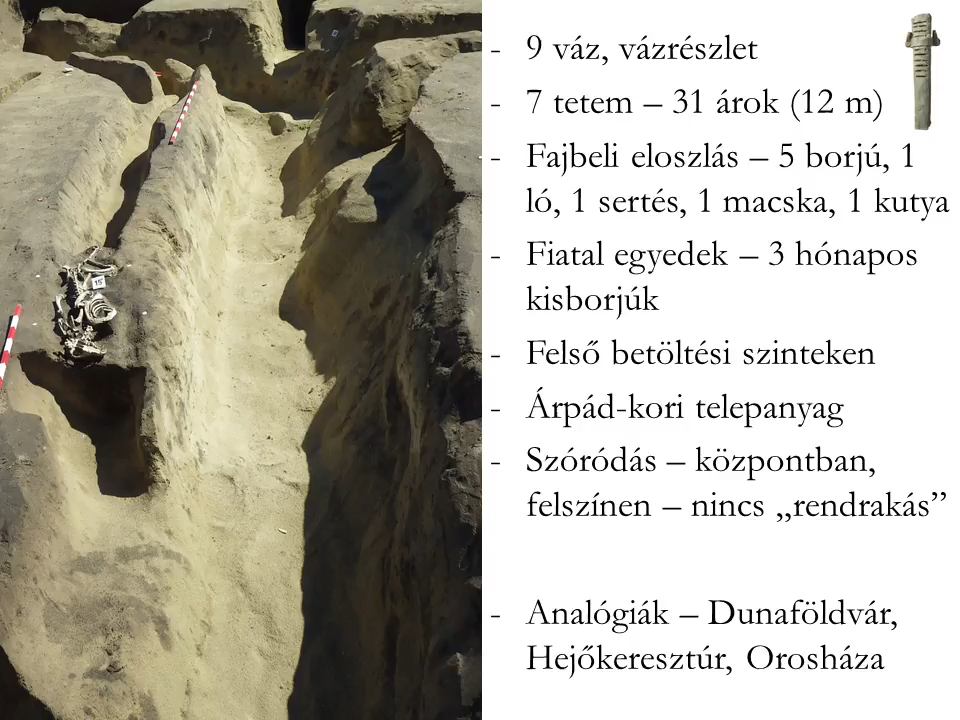 - 9 váz, vázrészlet
- 7 tetem – 31 árok (12 m)
- Fajbeli eloszlás – 5 borjú, 1
ló, 1 sertés, 1 macska, 1 kutya
- Fiatal egyedek – 3 hónapos
kisborjúk
- Felső betöltési szinteken
- Árpád-kori telepanyag
- Szóródás – központban,
felszínen – nincs „rendrakás”
- Analógiák – Dunaföldvár,
Hejőkeresztúr, Orosháza
15